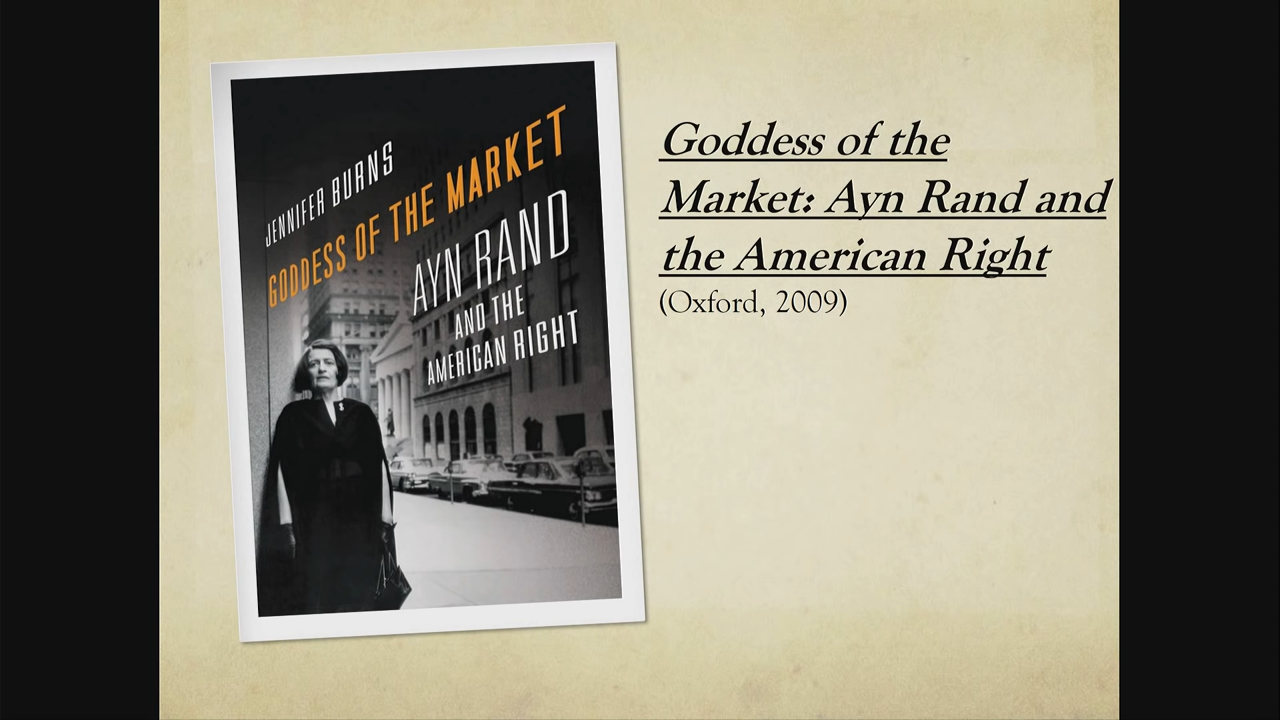 JENNIFER BURNS
GODDESS OF THE MARKET
AYN RAND
AND THE
AMERICAN RIGHT
Goddess of the
Market: Ayn Rand and
the American Right
(Oxford, 2009)